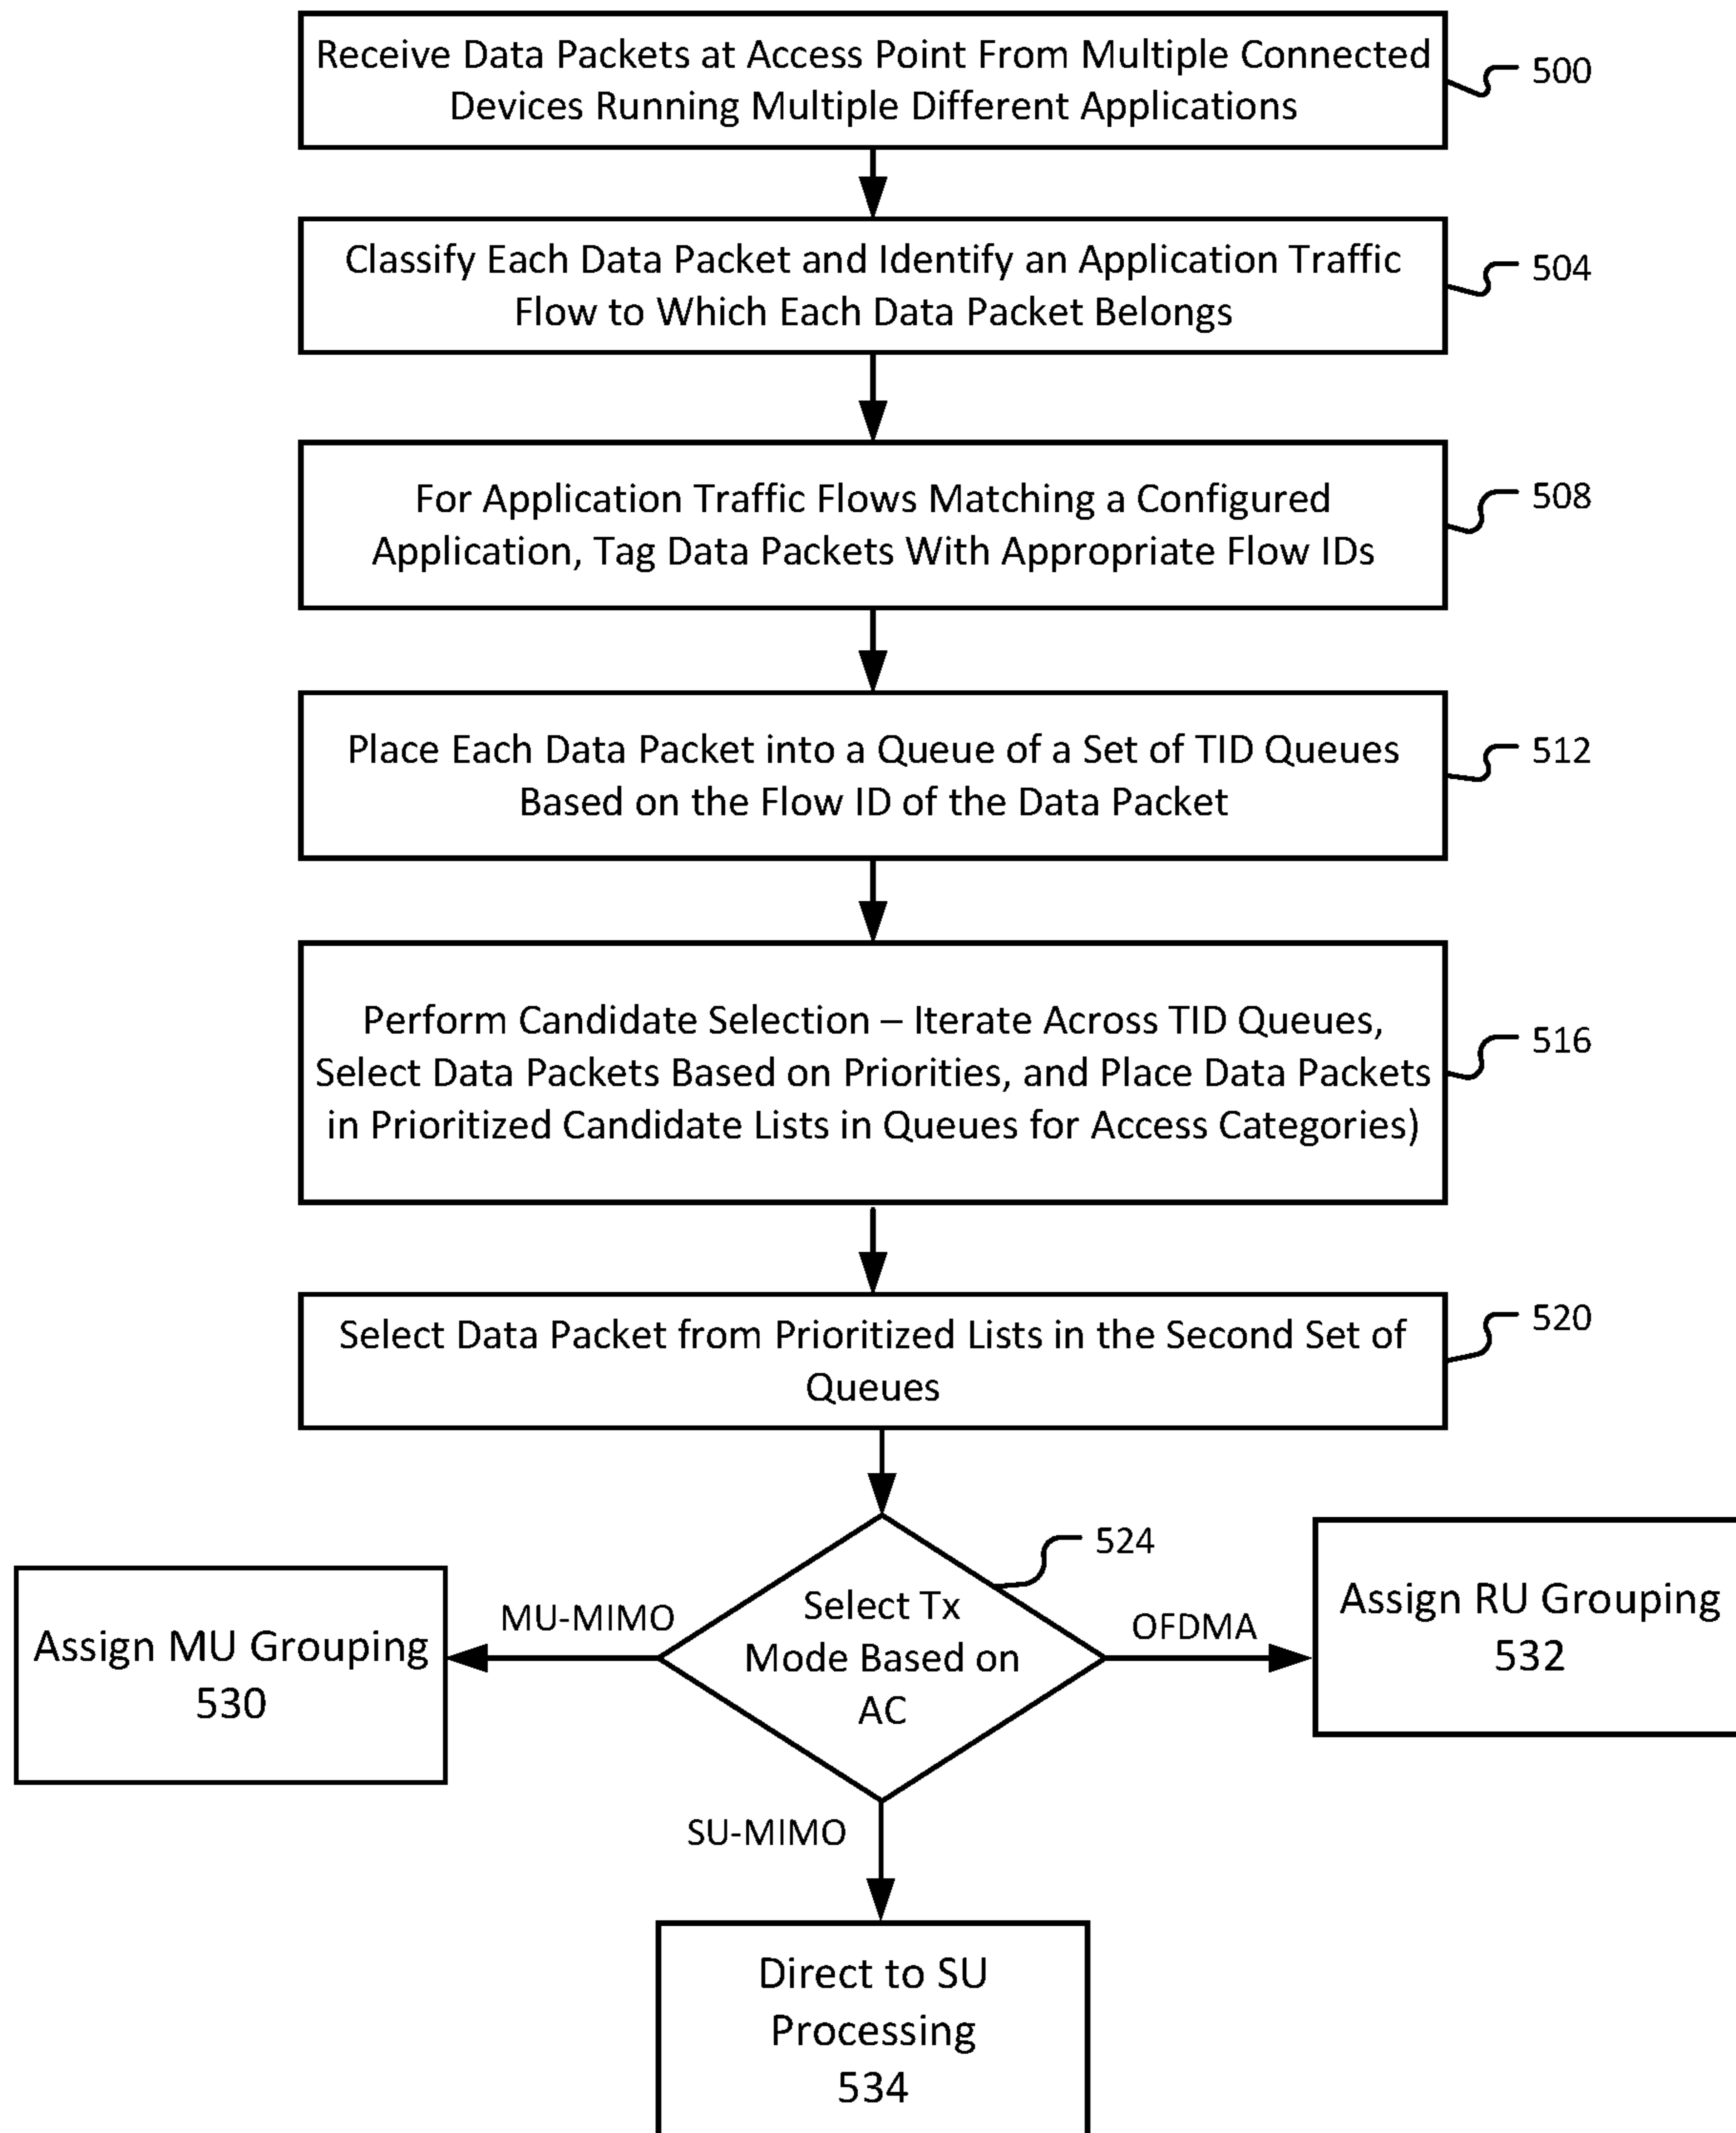 Receive Data Packets at Access Point From Multiple Connected
Devices Running Multiple Different Applications
500
Classify Each Data Packet and Identify an Application Traffic
Flow to Which Each Data Packet Belongs
504
For Application Traffic Flows Matching a Configured
Application, Tag Data Packets With Appropriate Flow IDs
508
Place Each Data Packet into a Queue of a Set of TID Queues
Based on the Flow ID of the Data Packet
512
Perform Candidate Selection – Iterate Across TID Queues,
Select Data Packets Based on Priorities, and Place Data Packets
in Prioritized Candidate Lists in Queues for Access Categories)
516
Select Data Packet from Prioritized Lists in the Second Set of
Queues
520
524
Select Tx
Mode Based on
AC
MU-MIMO
Assign MU Grouping
530
OFDMA
Assign RU Grouping
532
SU-MIMO
Direct to SU
Processing
534